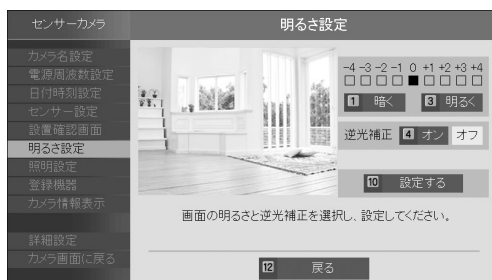 センサーカメラ
明るさ設定
カメラ名設定
電源周波数設定
日付時刻設定
センサー設定
設置確認画面
明るさ設定
照明設定
登録機器
カメラ情報表示
詳細設定
カメラ画面に戻る
-4 -3 -2 -1 0 +1 +2 +3 +4
1 暗く 3 明るく
逆光補正 4 オン オフ
10 設定する
画面の明るさと逆光補正を選択し、設定してください。
12 戻る